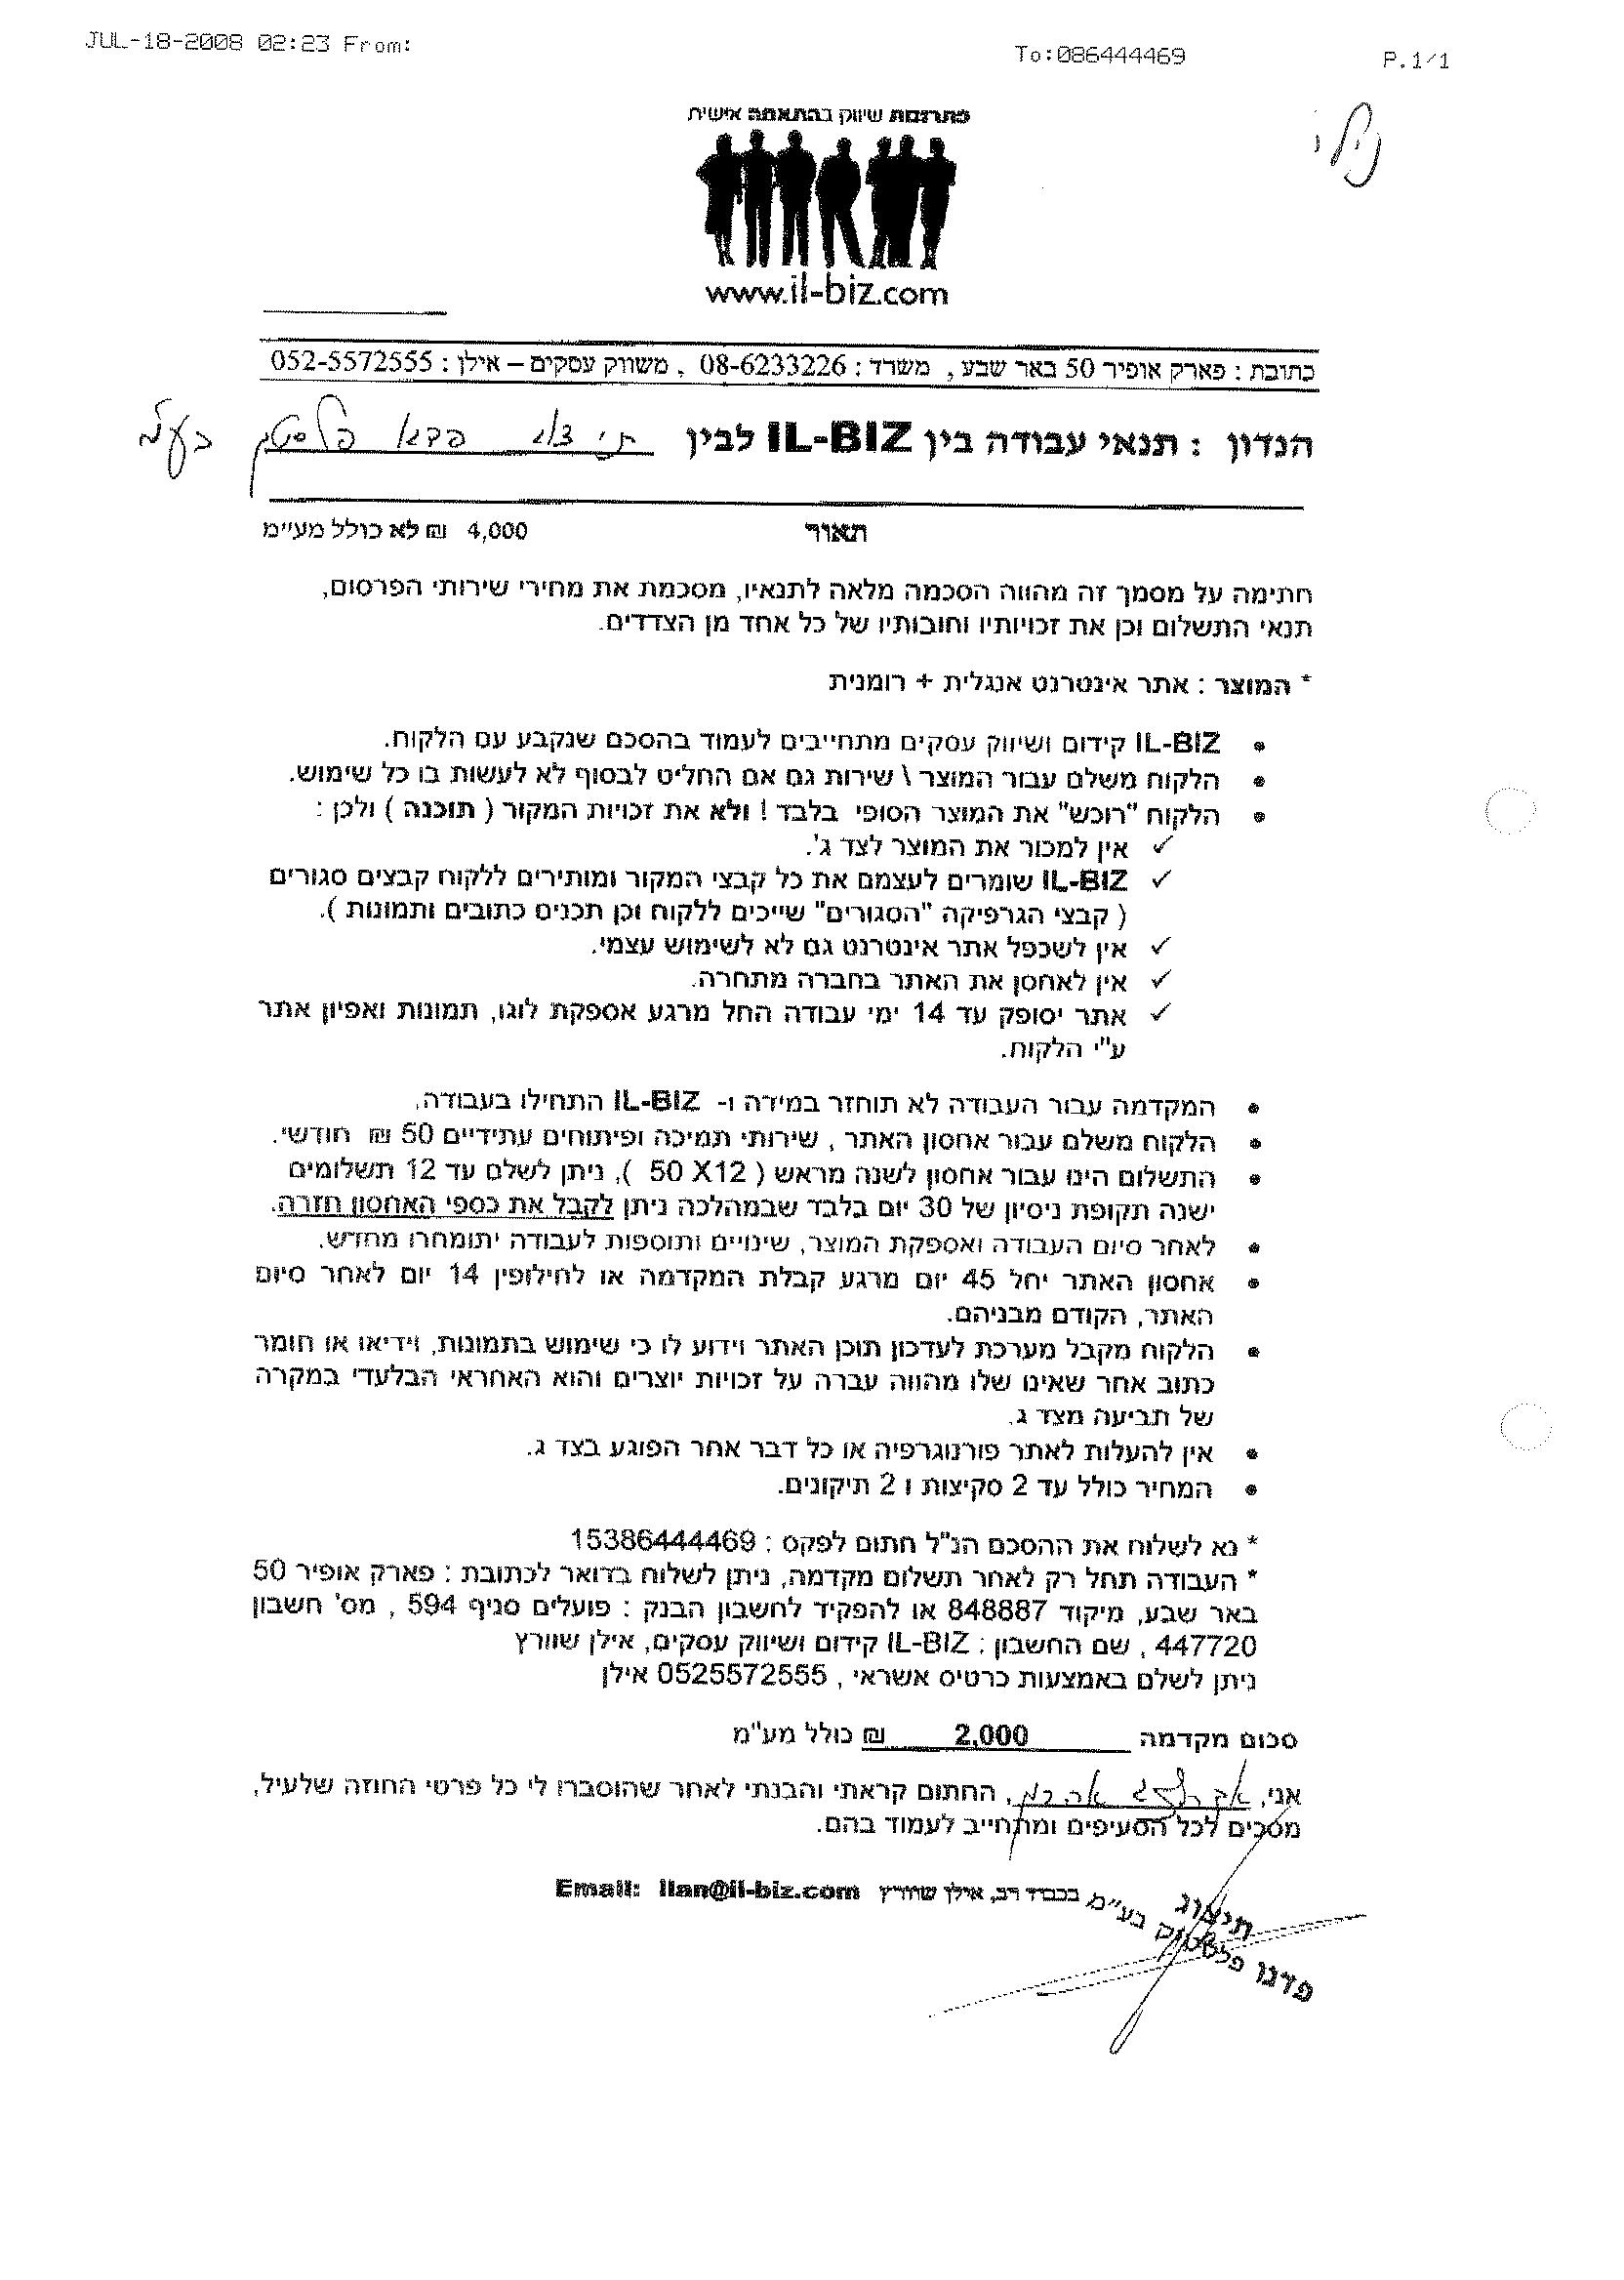 JUL-18-2008 02:23 From: To:086444469 P.1/1
פתרונות שיווק בהתאמה אישית
www.il-biz.com
כתובת : פארק אופיר 50 באר שבע , משרד : 08-6233226 , משווק עסקים – אילן : 052-5572555
הנדון : תנאי עבודה בין IL-BIZ לבין פלסטיק בע"מ
תאור 4,000 ₪ לא כולל מע״מ
חתימה על מסמך זה מהווה הסכמה מלאה לתנאיו, מסכמת את מחירי שירותי הפרסום,
תנאי התשלום וכן את זכויותיו וחובותיו של כל אחד מן הצדדים.
* המוצר : אתר אינטרנט אנגלית + רומנית
• IL-BIZ קידום ושיווק עסקים מתחייבים לעמוד בהסכם שנקבע עם הלקוח.
• הלקוח משלם עבור המוצר \ שירות גם אם החליט לבסוף לא לעשות בו כל שימוש.
• הלקוח "רוכש" את המוצר הסופי בלבד ! ולא את זכויות המקור ( תוכנה ) ולכן :
✓ אין למכור את המוצר לצד ג'.
✓ IL-BIZ שומרים לעצמם את כל קבצי המקור ומותירים ללקוח קבצים סגורים
( קבצי הגרפיקה "הסגורים" שייכים ללקוח וכן תכנים כתובים ותמונות ).
✓ אין לשכפל אתר אינטרנט גם לא לשימוש עצמי.
✓ אין לאחסן את האתר בחברה מתחרה.
✓ אתר יסופק עד 14 ימי עבודה החל מרגע אספקת לוגו, תמונות ואפיון אתר
ע"י הלקוח.
• המקדמה עבור העבודה לא תוחזר במידה ו- IL-BIZ התחילו בעבודה.
• הלקוח משלם עבור אחסון האתר , שירותי תמיכה ופיתוחים עתידיים 50 ₪ חודשי.
• התשלום הינו עבור אחסון לשנה מראש ( 50 X12 ), ניתן לשלם עד 12 תשלומים
ישנה תקופת ניסיון של 30 יום בלבד שבמהלכה ניתן לקבל את כספי האחסון חזרה.
• לאחר סיום העבודה ואספקת המוצר, שינויים ותוספות לעבודה יתומחרו מחדש.
• אחסון האתר יחל 45 יום מרגע קבלת המקדמה או לחילופין 14 יום לאחר סיום
האתר, הקודם מבניהם.
• הלקוח מקבל מערכת לעדכון תוכן האתר וידוע לו כי שימוש בתמונות, וידיאו או חומר
כתוב אחר שאינו שלו מהווה עברה על זכויות יוצרים והוא האחראי הבלעדי במקרה
של תביעה מצד ג.
• אין להעלות לאתר פורנוגרפיה או כל דבר אחר הפוגע בצד ג.
• המחיר כולל עד 2 סקיצות ו 2 תיקונים.
* נא לשלוח את ההסכם הנ"ל חתום לפקס : 15386444469
* העבודה תחל רק לאחר תשלום מקדמה, ניתן לשלוח בדואר לכתובת : פארק אופיר 50
באר שבע, מיקוד 848887 או להפקיד לחשבון הבנק : פועלים סניף 594 , מס' חשבון
447720 , שם החשבון : IL-BIZ קידום ושיווק עסקים, אילן שוורץ
ניתן לשלם באמצעות כרטיס אשראי , 0525572555 אילן
סכום מקדמה 2,000 ₪ כולל מע"מ
אני, , החתום קראתי והבנתי לאחר שהוסברו לי כל פרטי החוזה שלעיל,
מסכים לכל הסעיפים ומתחייב לעמוד בהם.
בכבוד רב, אילן שוורץ Email: Ilan@il-biz.com
פלסטיק בע"מ